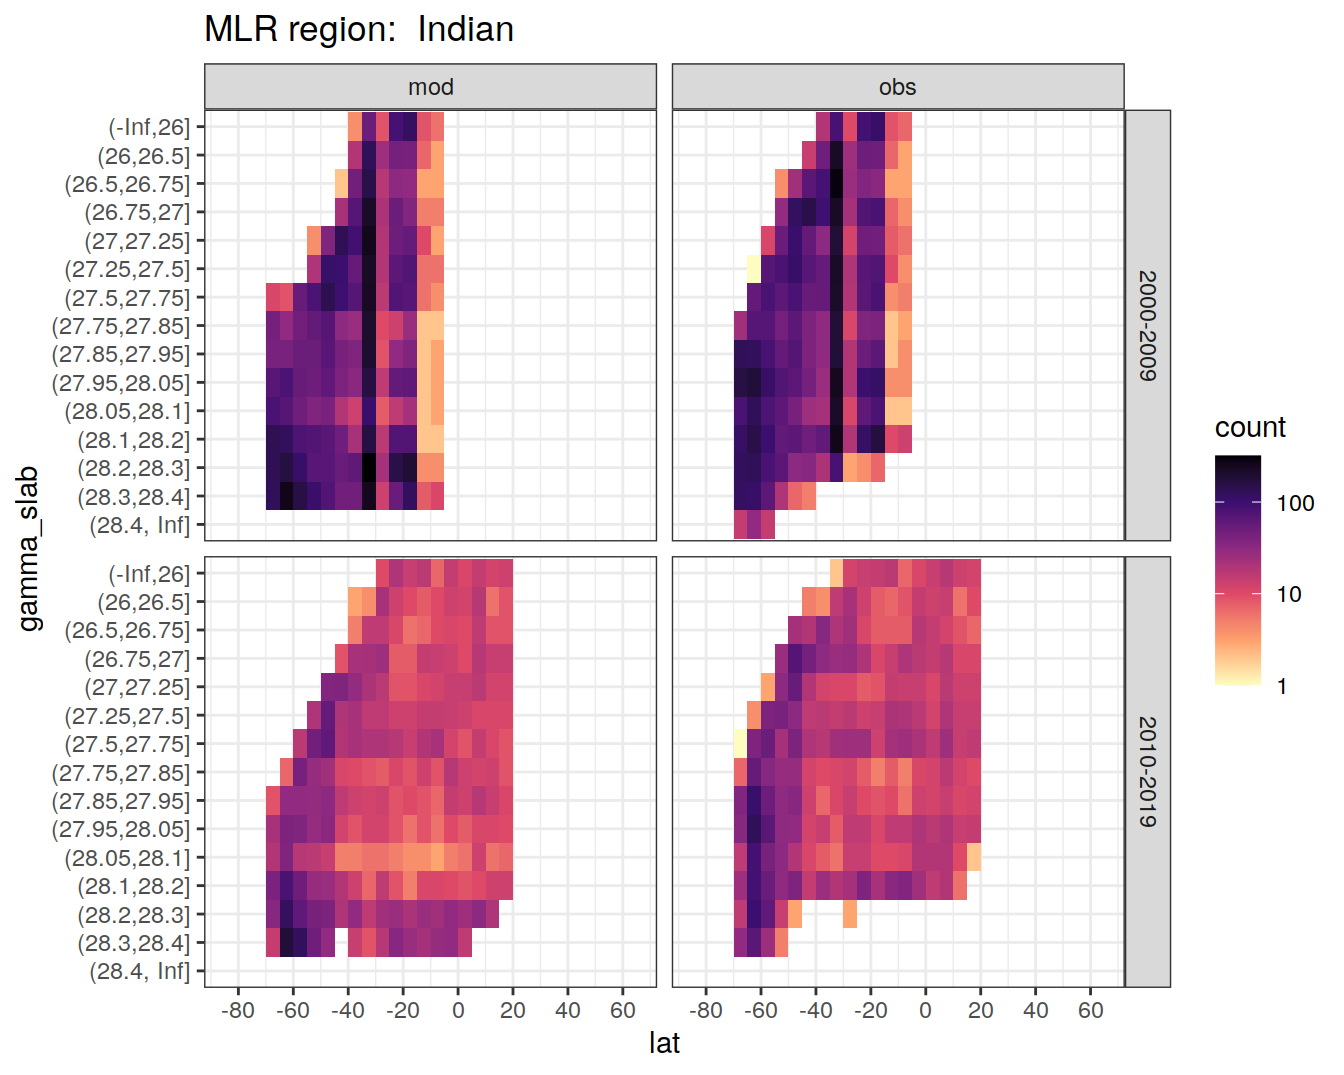 MLR region:  Indian
mod
obs
(-Inf,26]
(26,26.5]
(26.5,26.75]
(26.75,27]
(27,27.25]
(27.25,27.5]
(27.5,27.75]
(27.75,27.85]
(27.85,27.95]
(27.95,28.05]
(28.05,28.1]
(28.1,28.2]
(28.2,28.3]
(28.3,28.4]
(28.4, Inf]
2000-2009
gamma_slab
(-Inf,26]
(26,26.5]
(26.5,26.75]
(26.75,27]
(27,27.25]
(27.25,27.5]
(27.5,27.75]
(27.75,27.85]
(27.85,27.95]
(27.95,28.05]
(28.05,28.1]
(28.1,28.2]
(28.2,28.3]
(28.3,28.4]
(28.4, Inf]
2010-2019
-80 -60 -40 -20 0 20 40 60
-80 -60 -40 -20 0 20 40 60
lat
count
100
10
1